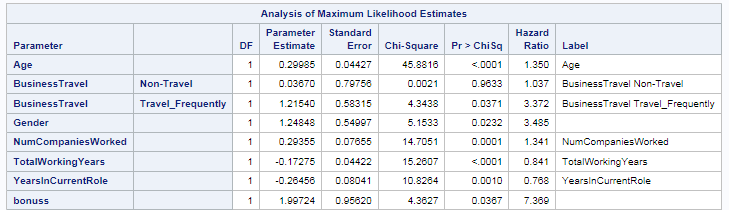 Analysis of Maximum Likelihood Estimates
Parameter DF Parameter Estimate Standard Error Chi-Square Pr > ChiSq Hazard Ratio Label
Age 1 0.29985 0.04427 45.8816 <.0001 1.350 Age
BusinessTravel Non-Travel 1 0.03670 0.79756 0.0021 0.9633 1.037 BusinessTravel Non-Travel
BusinessTravel Travel_Frequently 1 1.21540 0.58315 4.3438 0.0371 3.372 BusinessTravel Travel_Frequently
Gender 1 1.24848 0.54997 5.1533 0.0232 3.485
NumCompaniesWorked 1 0.29355 0.07655 14.7051 0.0001 1.341 NumCompaniesWorked
TotalWorkingYears 1 -0.17275 0.04422 15.2607 <.0001 0.841 TotalWorkingYears
YearsInCurrentRole 1 -0.26456 0.08041 10.8264 0.0010 0.768 YearsInCurrentRole
bonuss 1 1.99724 0.95620 4.3627 0.0367 7.369